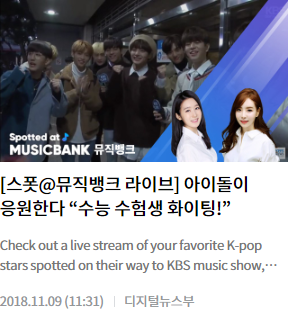 Spotted at
MUSICBANK 뮤직뱅크
[스폿@뮤직뱅크 라이브] 아이돌이
응원한다 “수능 수험생 화이팅!”
Check out a live stream of your favorite K-pop
stars spotted on their way to KBS music show,…
2018.11.09 (11:31) | 디지털뉴스부